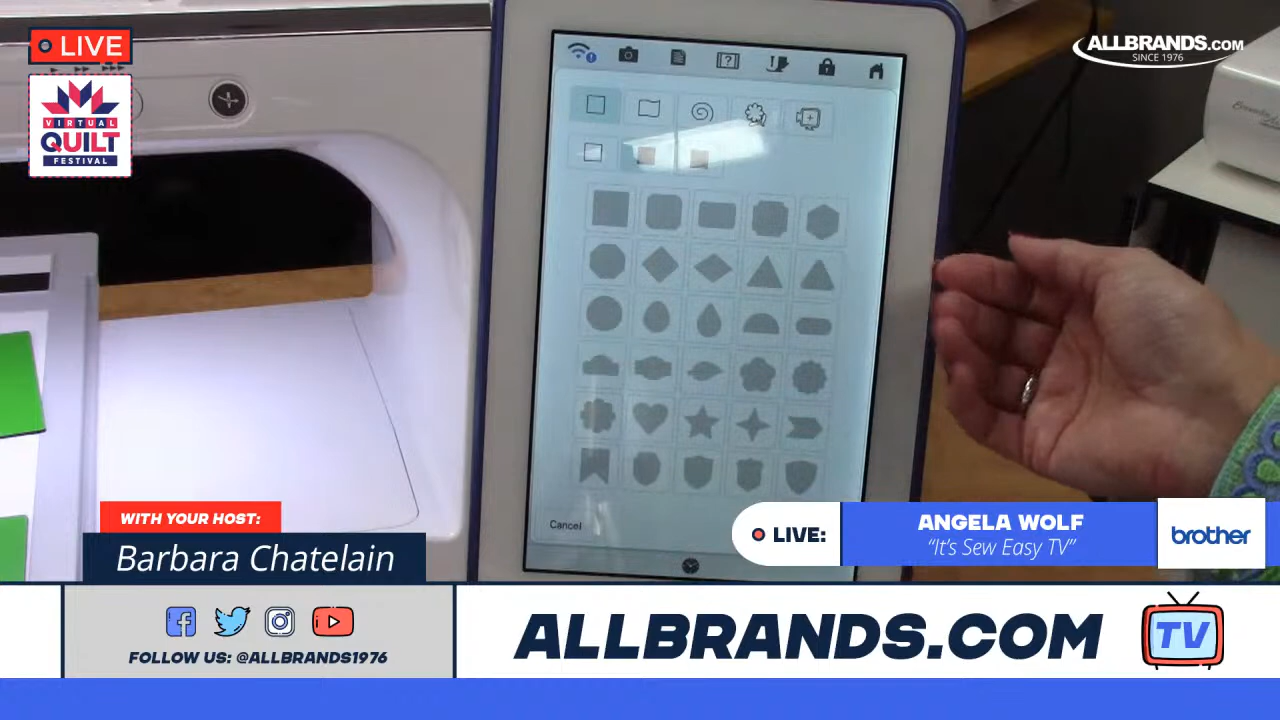 LIVE
VIRTUAL
QUILT
FESTIVAL
ALLBRANDS.COM
SINCE 1976
Cancel
WITH YOUR HOST:
Barbara Chatelain
LIVE:
ANGELA WOLF
“It's Sew Easy TV”
brother
FOLLOW US: @ALLBRANDS1976
ALLBRANDS.COM
TV